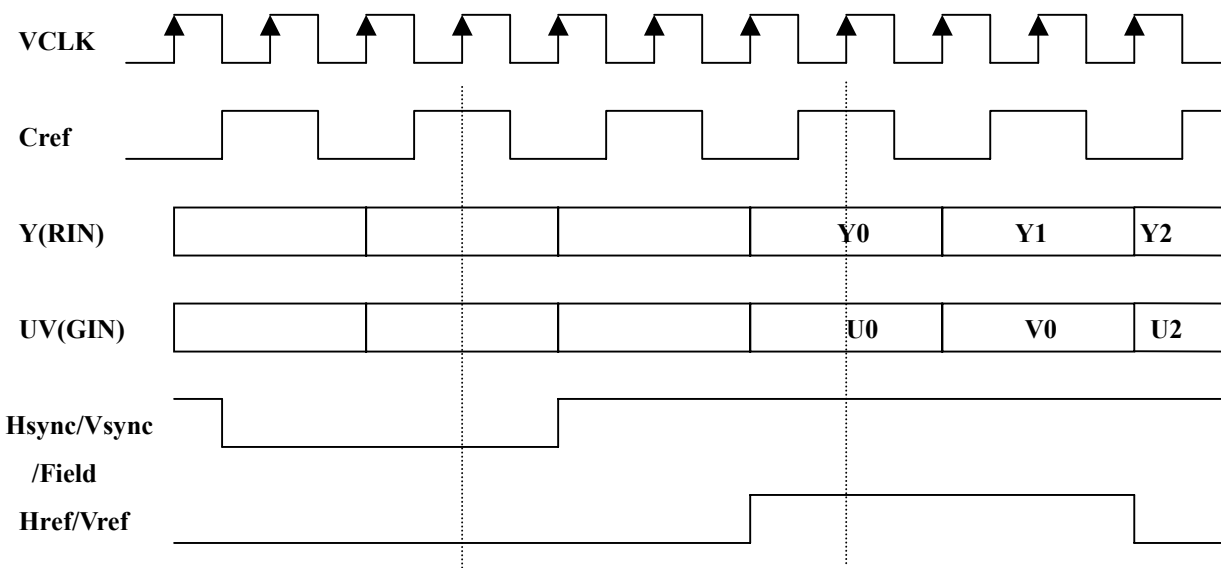 VCLK
Cref
Y(RIN) Y0 Y1 Y2
UV(GIN) U0 V0 U2
Hsync/Vsync
/Field
Href/Vref